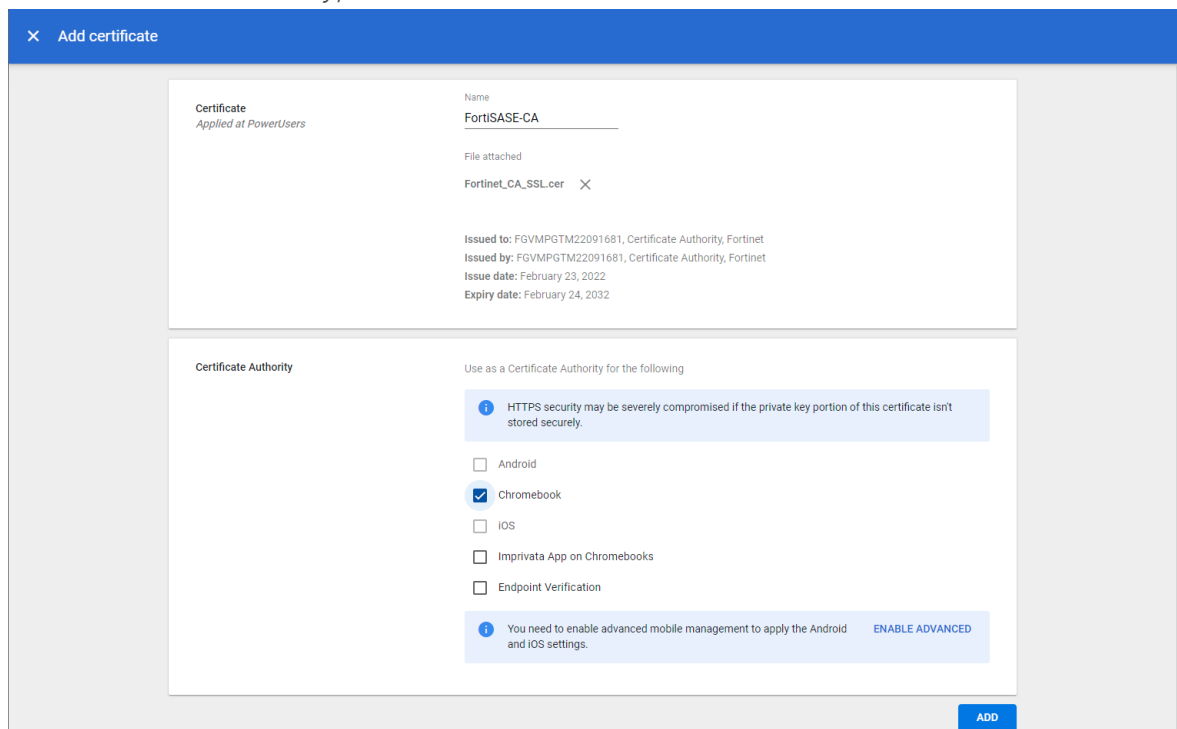 Add certificate
Certificate
Applied at PowerUsers
Name
FortiSASE-CA
File attached
Fortinet_CA_SSL.cer
Issued to: FGVMPGTM22091681, Certificate Authority, Fortinet
Issued by: FGVMPGTM22091681, Certificate Authority, Fortinet
Issue date: February 23, 2022
Expiry date: February 24, 2032
Certificate Authority
Use as a Certificate Authority for the following
HTTPS security may be severely compromised if the private key portion of this certificate isn't
stored securely.
Android
Chromebook
iOS
Imprivata App on Chromebooks
Endpoint Verification
You need to enable advanced mobile management to apply the Android
and iOS settings.
ENABLE ADVANCED
ADD